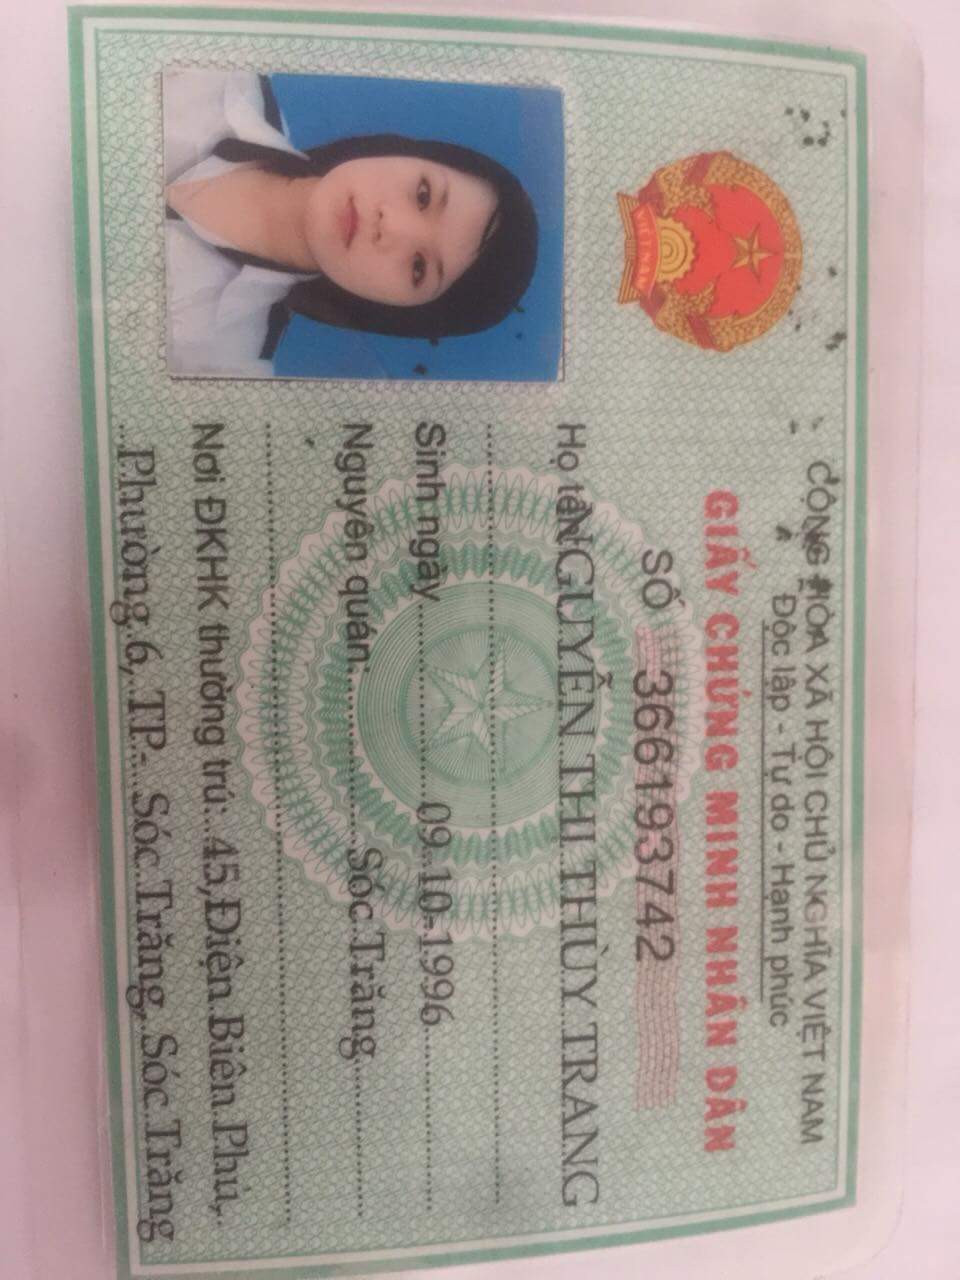 CỘNG HÒA XÃ HỘI CHỦ NGHĨA VIỆT NAM
Độc lập - Tự do - Hạnh phúc
GIẤY CHỨNG MINH NHÂN DÂN
SỐ 366193742
Họ tên NGUYỄN THỊ THÙY TRANG
Sinh ngày 09-10-1996
Nguyên quán: Sóc Trăng
Nơi ĐKHK thường trú: 45, Điện Biên Phủ,
Phường 6, TP- Sóc Trăng, Sóc Trăng
VIỆT NAM